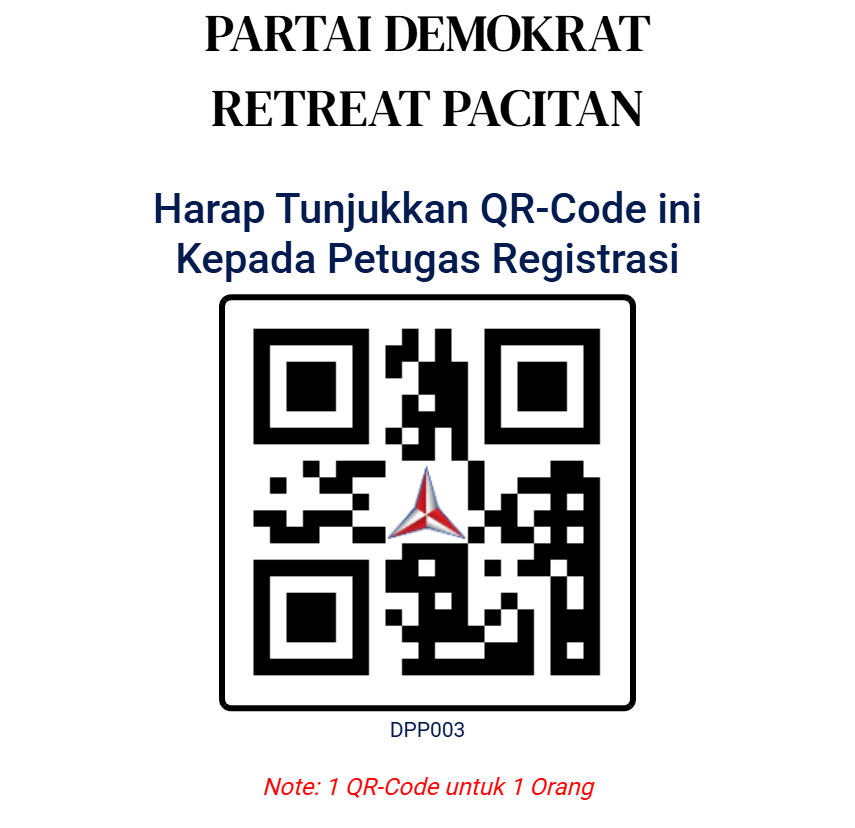 PARTAI DEMOKRAT
RETREAT PACITAN
Harap Tunjukkan QR-Code ini
Kepada Petugas Registrasi
DPP003
Note: 1 QR-Code untuk 1 Orang